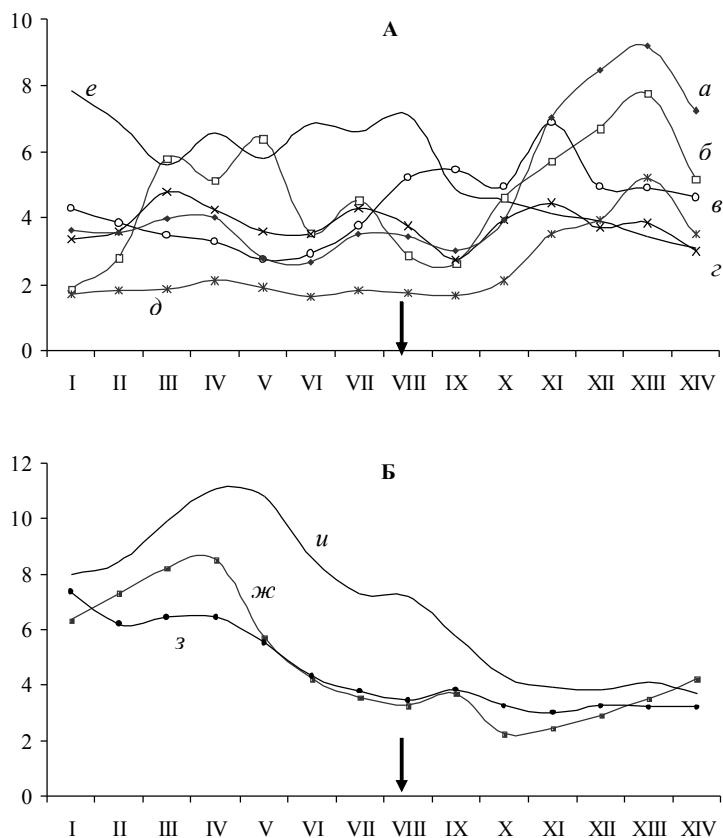 А
10
8
6
4
2
0
е
а
б
в
г
д
I II III IV V VI VII VIII IX X XI XII XIII XIV
Б
12
10
8
6
4
2
0
и
ж
з
I II III IV V VI VII VIII IX X XI XII XIII XIV